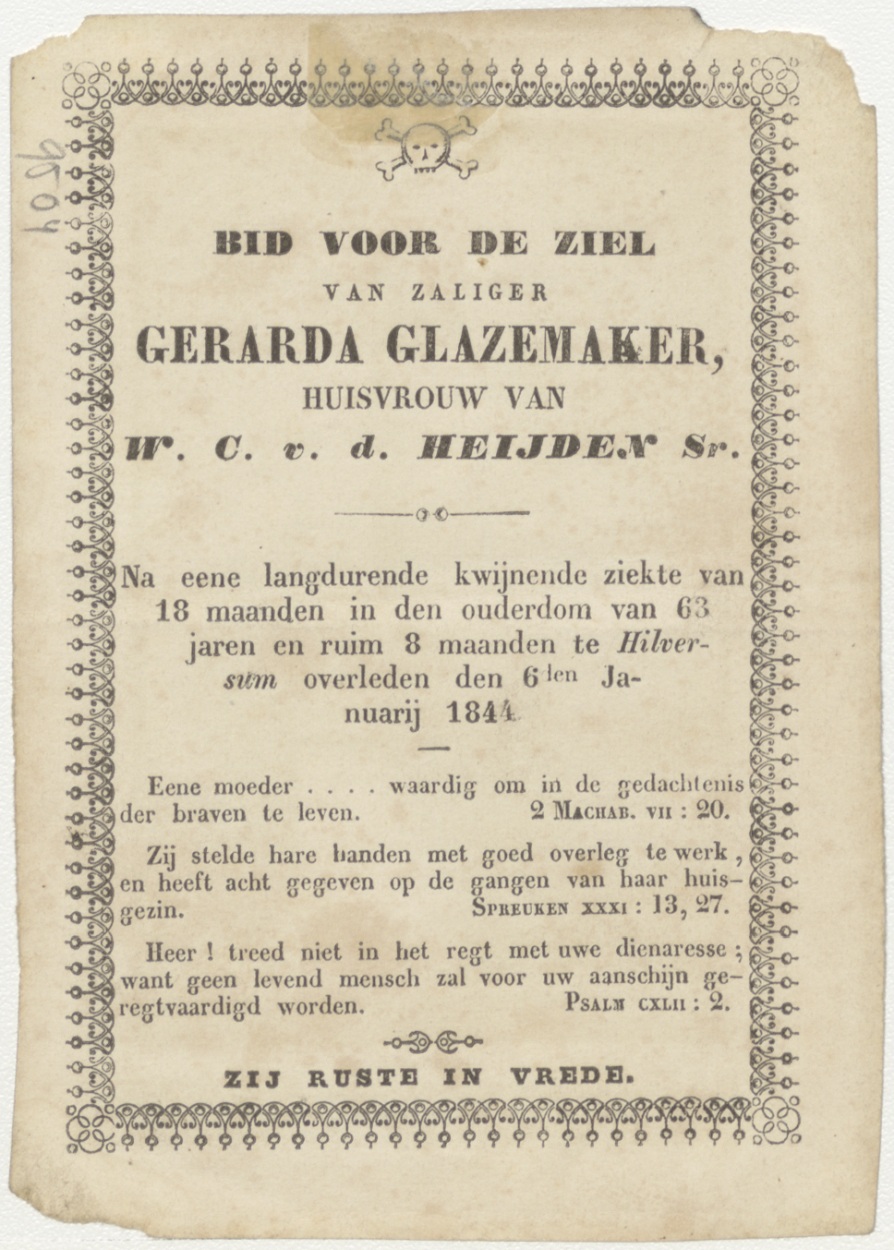 BID VOOR DE ZIEL
VAN ZALIGER
GERARDA GLAZEMAKER,
HUISVROUW VAN
W. C. v. d. HEIJDEN Sr.
Na eene langdurende kwijnende ziekte van
18 maanden in den ouderdom van 63
jaren en ruim 8 maanden te Hilver-
sum overleden den 6den Ja-
nuarij 1844.
Eene moeder .... waardig om in de gedachtenis
der braven te leven. 2 MACHAB. VII : 20.
Zij stelde hare handen met goed overleg te werk,
en heeft acht gegeven op de gangen van haar huis-
gezin. SPREUKEN XXXI : 13, 27.
Heer ! treed niet in het regt met uwe dienaresse ;
want geen levend mensch zal voor uw aanschijn ge-
regtvaardigd worden. PSALM CXLII : 2.
ZIJ RUSTE IN VREDE.